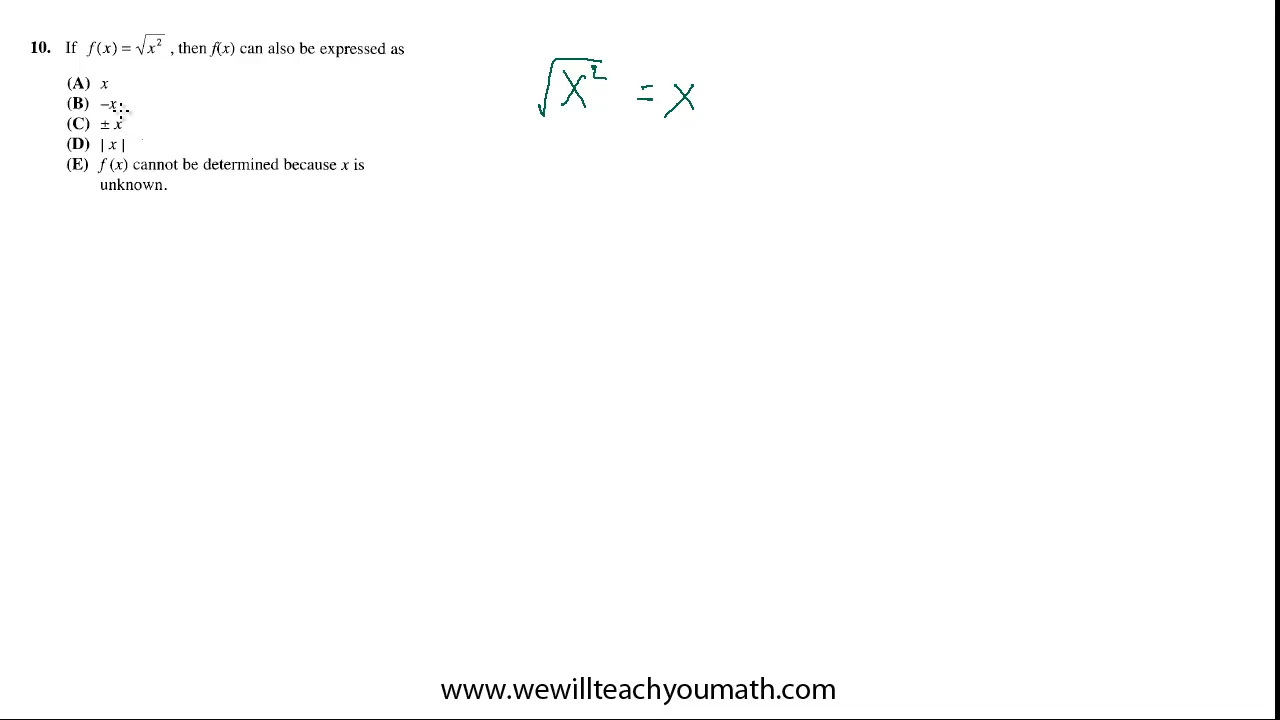 10. If f(x) = √x², then f(x) can also be expressed as
(A) x
(B) –x
(C) ± x
(D) | x |
(E) f (x) cannot be determined because x is
unknown.
√x² = x
www.wewillteachyoumath.com